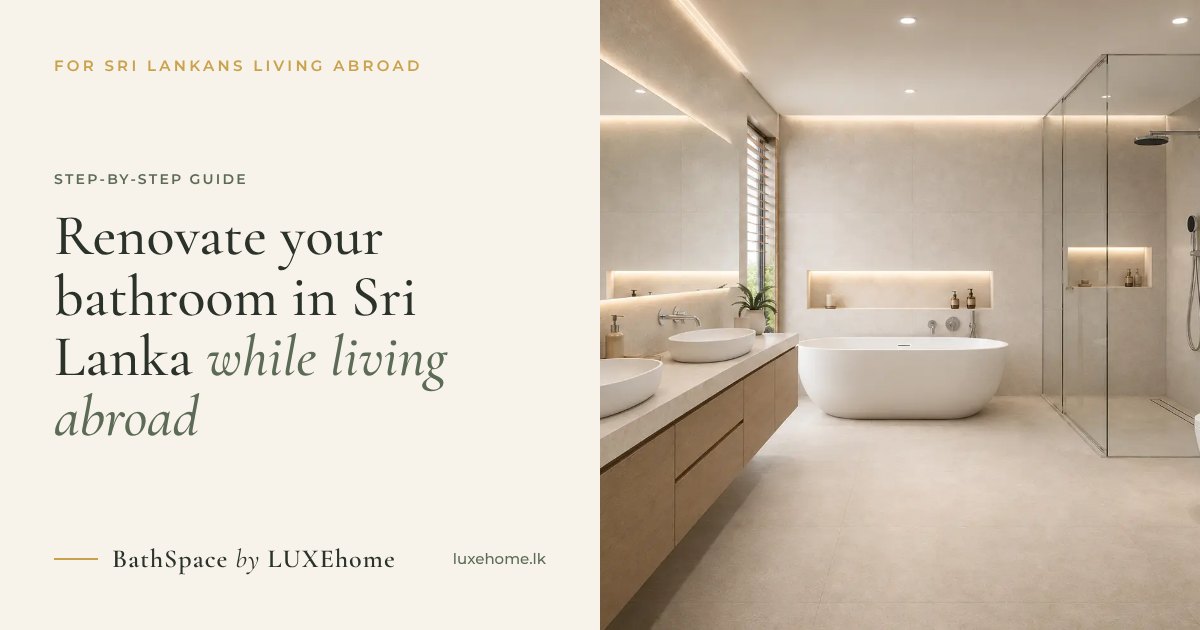 FOR SRI LANKANS LIVING ABROAD
STEP-BY-STEP GUIDE
Renovate your
bathroom in Sri
Lanka while living
abroad
BathSpace by LUXEhome
luxehome.lk